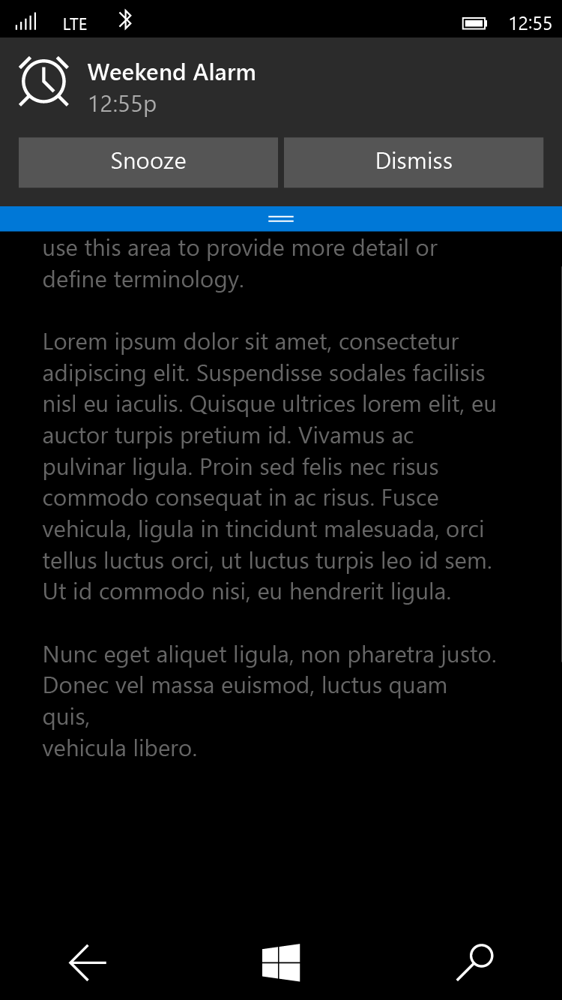 LTE 12:55
Weekend Alarm
12:55p
Snooze Dismiss
use this area to provide more detail or
define terminology.
Lorem ipsum dolor sit amet, consectetur
adipiscing elit. Suspendisse sodales facilisis
nisl eu iaculis. Quisque ultrices lorem elit, eu
auctor turpis pretium id. Vivamus ac
pulvinar ligula. Proin sed felis nec risus
commodo consequat in ac risus. Fusce
vehicula, ligula in tincidunt malesuada, orci
tellus luctus orci, ut luctus turpis leo id sem.
Ut id commodo nisi, eu hendrerit ligula.
Nunc eget aliquet ligula, non pharetra justo.
Donec vel massa euismod, luctus quam
quis,
vehicula libero.